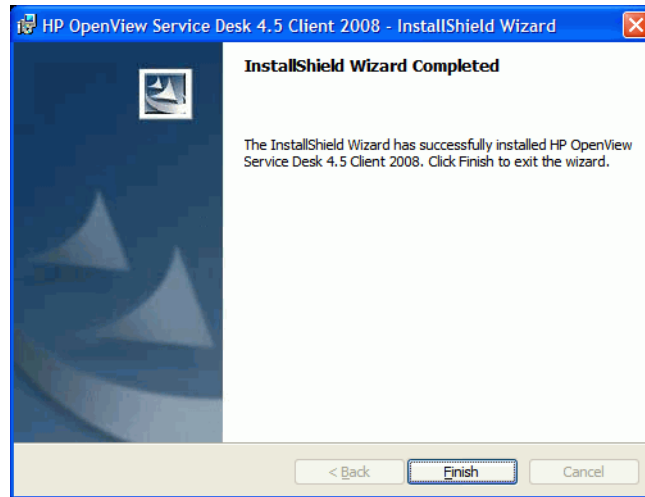 HP OpenView Service Desk 4.5 Client 2008 - InstallShield Wizard
InstallShield Wizard Completed
The InstallShield Wizard has successfully installed HP OpenView
Service Desk 4.5 Client 2008. Click Finish to exit the wizard.
< Back
Finish
Cancel